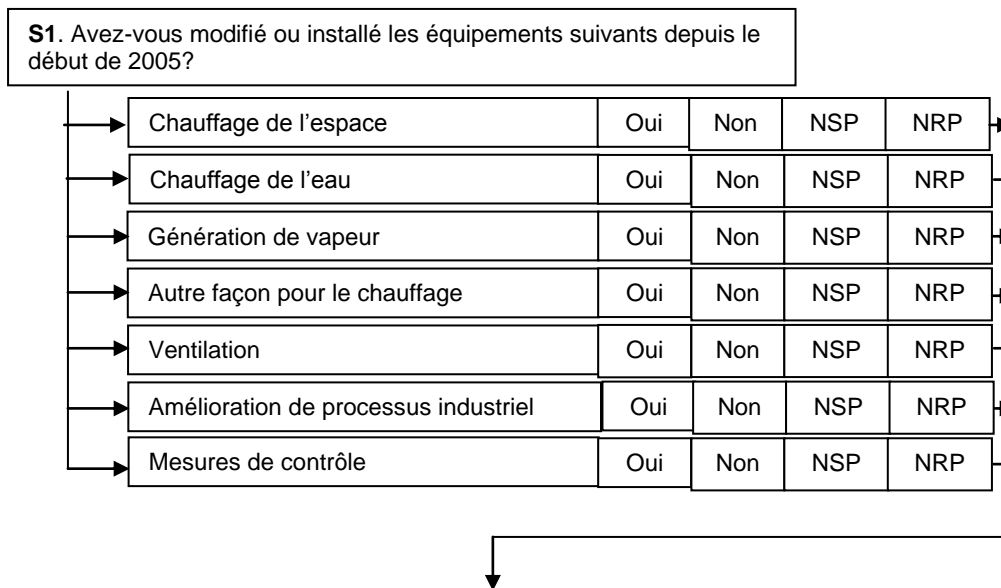 S1. Avez-vous modifié ou installé les équipements suivants depuis le
début de 2005?
Chauffage de l'espace Oui Non NSP NRP
Chauffage de l'eau Oui Non NSP NRP
Génération de vapeur Oui Non NSP NRP
Autre façon pour le chauffage Oui Non NSP NRP
Ventilation Oui Non NSP NRP
Amélioration de processus industriel Oui Non NSP NRP
Mesures de contrôle Oui Non NSP NRP